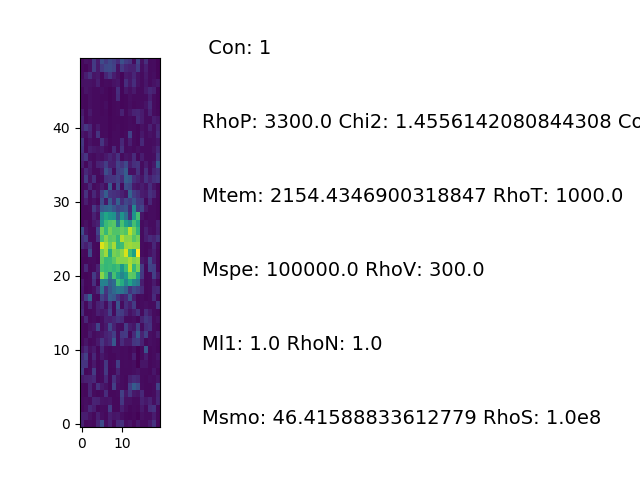 Con: 1
RhoP: 3300.0 Chi2: 1.4556142080844308 Co
40
Mtem: 2154.4346900318847 RhoT: 1000.0
30
Mspe: 100000.0 RhoV: 300.0
20
Ml1: 1.0 RhoN: 1.0
10
Msmo: 46.41588833612779 RhoS: 1.0e8
0
0 10